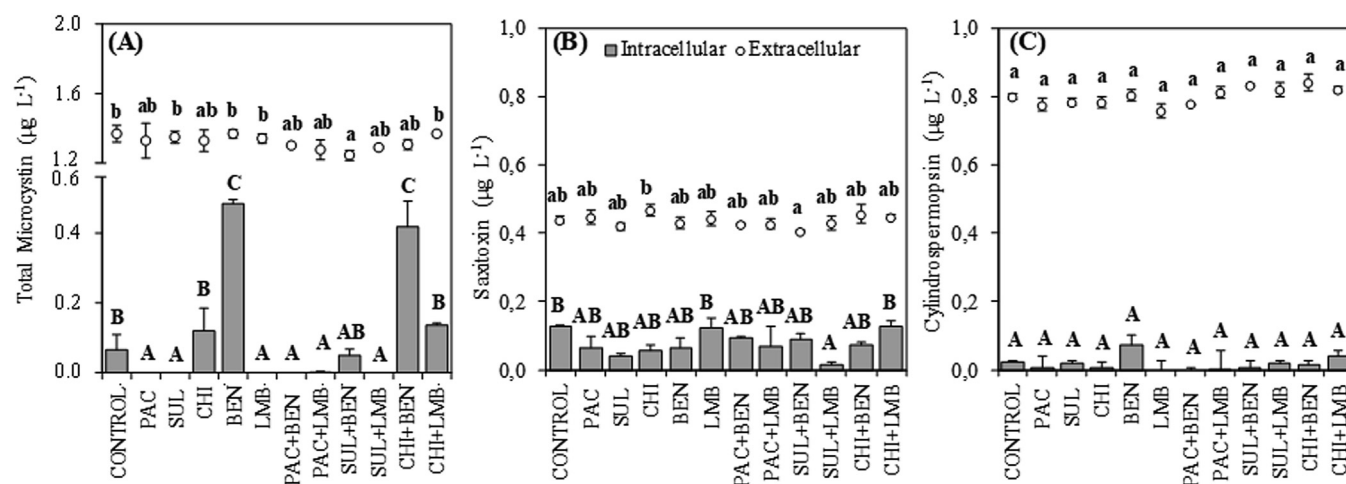 (A)
Total Microcystin (µg L⁻¹)
2.0
1.6
1.2
0.6
0.4
0.2
0.0
b ab b ab b b ab ab a ab ab b
B A A B C A A A AB A C B
CONTROL PAC SUL CHI BEN LMB PAC+BEN PAC+LMB SUL+BEN SUL+LMB CHI+BEN CHI+LMB
(B)
Intracellular Extracellular
Saxitoxin (µg L⁻¹)
1,0
0,8
0,6
0,4
0,2
0,0
ab ab ab b ab ab ab ab a ab ab ab
B AB AB AB AB B AB AB AB A AB B
CONTROL PAC SUL CHI BEN LMB PAC+BEN PAC+LMB SUL+BEN SUL+LMB CHI+BEN CHI+LMB
(C)
Cylindrospermopsin (µg L⁻¹)
1,0
0,8
0,6
0,4
0,2
0,0
a a a a a a a a a a a a
A A A A A A A A A A A A
CONTROL PAC SUL CHI BEN LMB PAC+BEN PAC+LMB SUL+BEN SUL+LMB CHI+BEN CHI+LMB